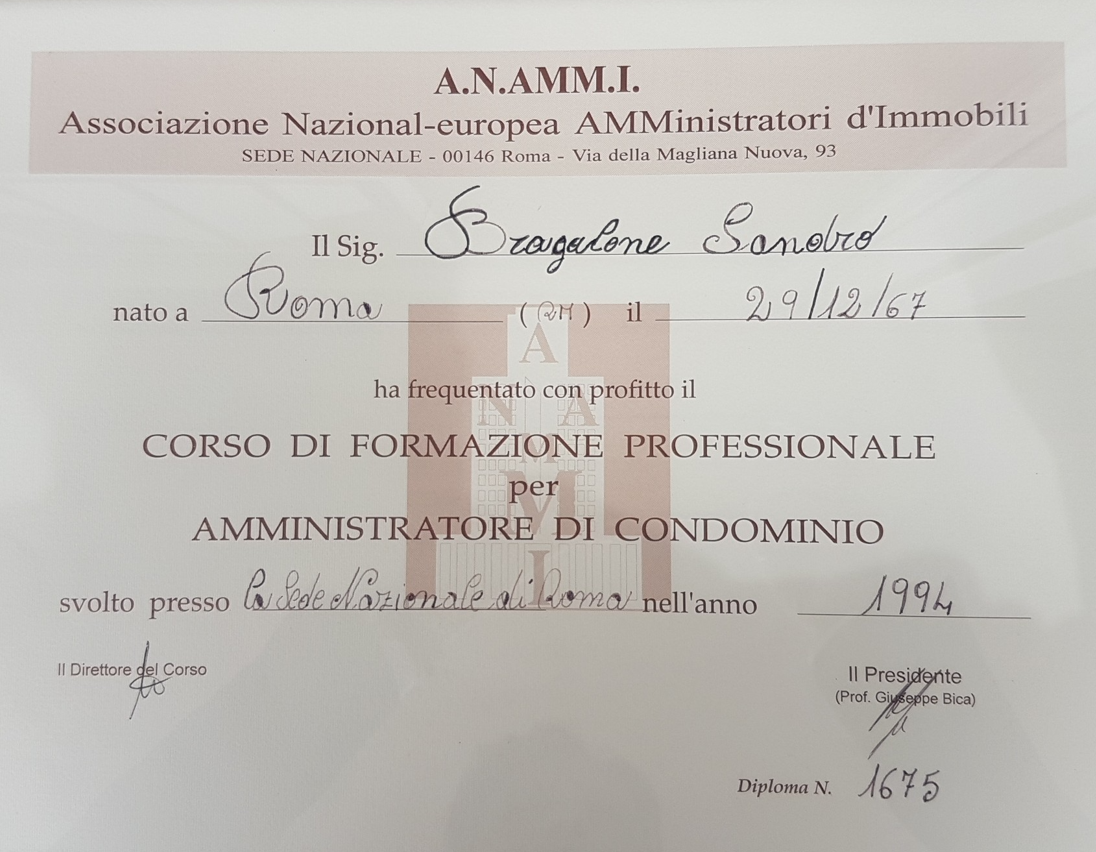 A.N.AMM.I.
Associazione Nazional-europea AMMinistratori d'Immobili
SEDE NAZIONALE - 00146 Roma - Via della Magliana Nuova, 93
Il Sig. Bragalone Sandro
nato a Roma (RM) il 29/12/67
ha frequentato con profitto il
CORSO DI FORMAZIONE PROFESSIONALE
per
AMMINISTRATORE DI CONDOMINIO
svolto presso la Sede Nazionale di Roma nell'anno 1994
Il Direttore del Corso
Il Presidente
(Prof. Giuseppe Bica)
Diploma N. 1675
A
N A
M
M
I